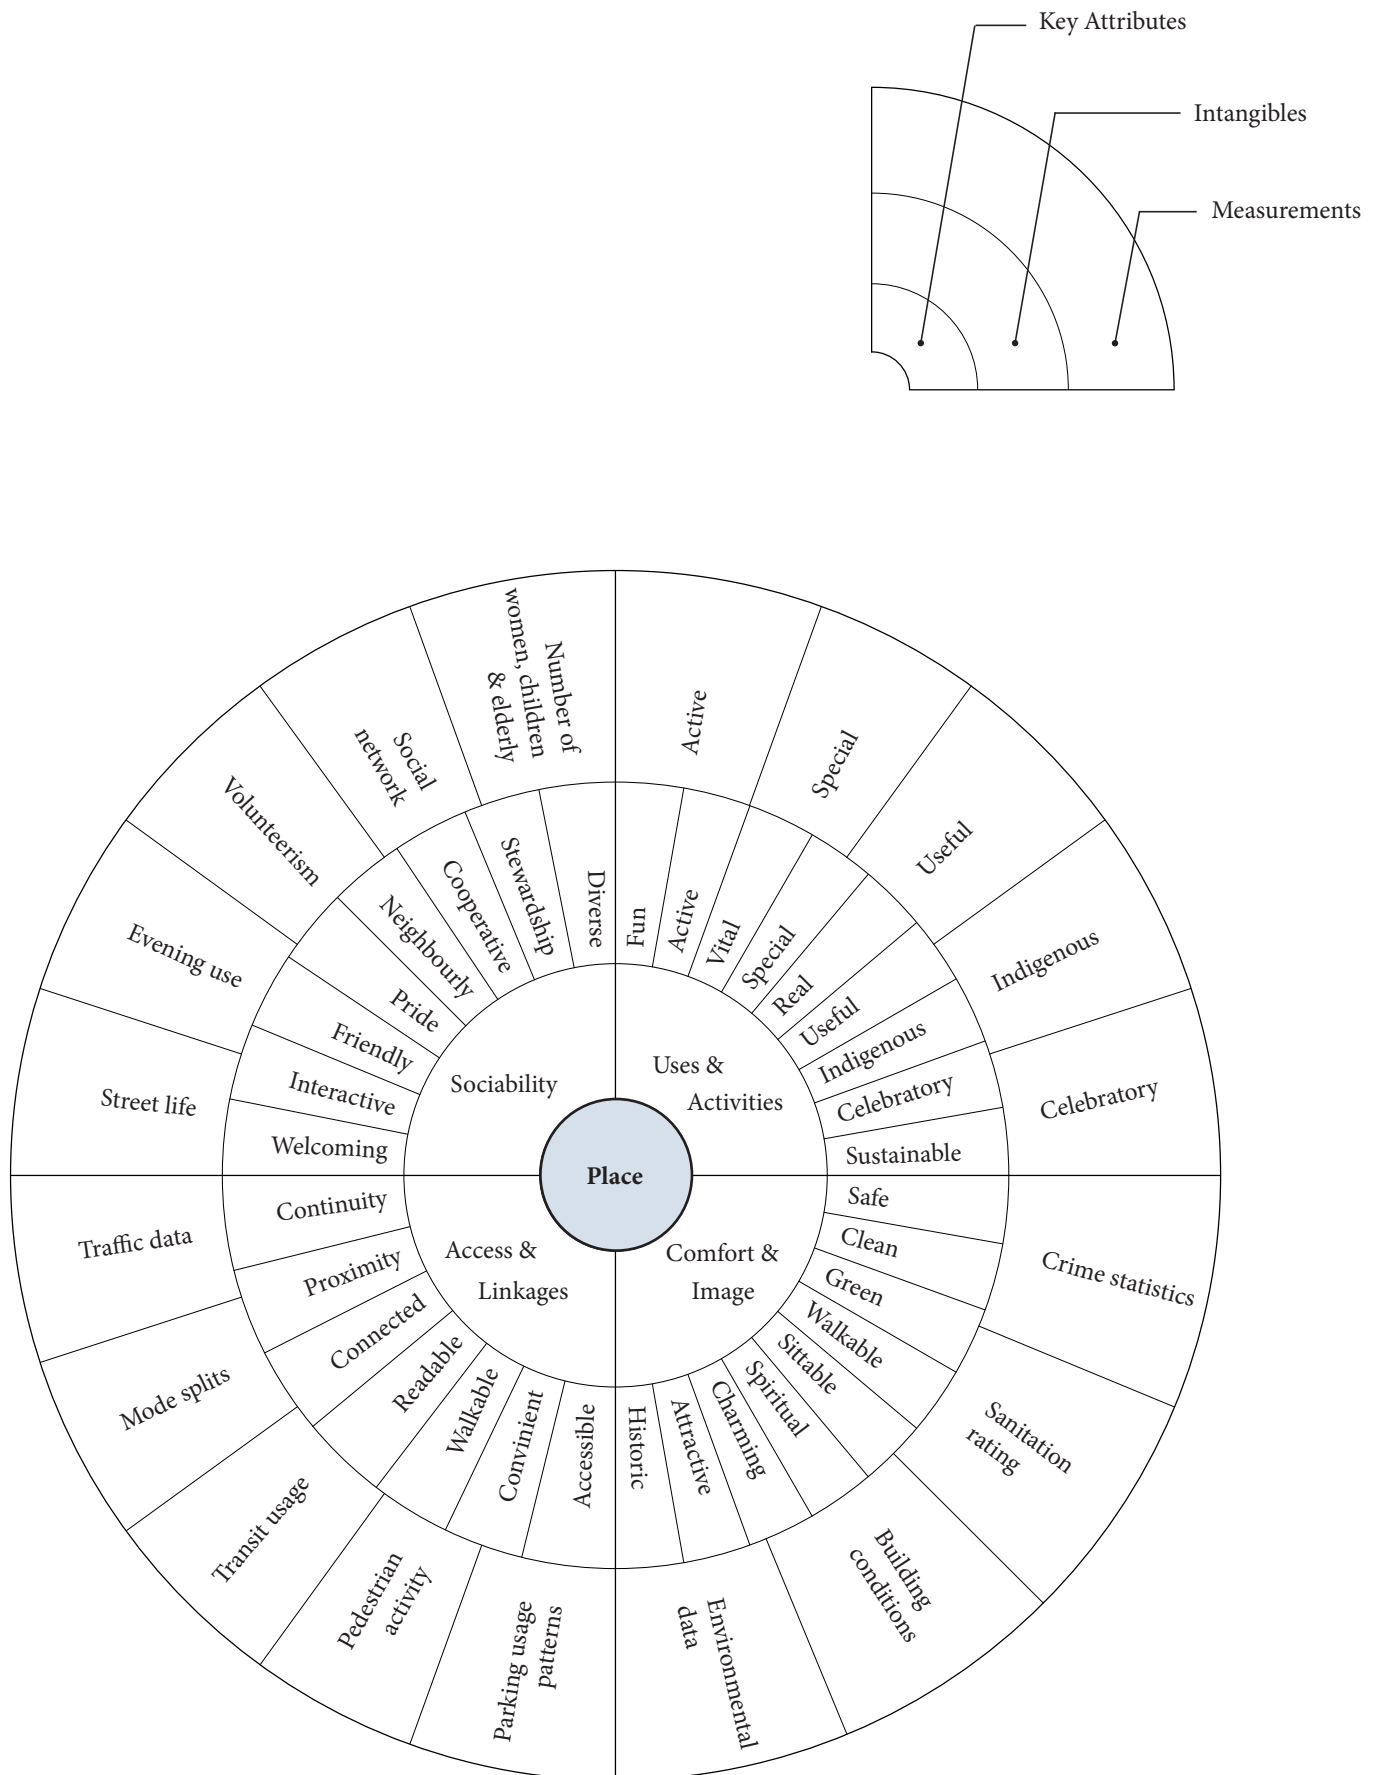 Key Attributes
Intangibles
Measurements
Number of
women, children
& elderly
Social
network
Volunteerism
Evening use
Street life
Active
Special
Useful
Indigenous
Celebratory
Diverse
Stewardship
Cooperative
Neighbourly
Pride
Friendly
Interactive
Welcoming
Fun
Active
Vital
Special
Real
Useful
Indigenous
Celebratory
Sustainable
Sociability
Uses &
Activities
Place
Access &
Linkages
Comfort &
Image
Continuity
Proximity
Connected
Readable
Walkable
Convinient
Accessible
Safe
Clean
Green
Walkable
Sittable
Spiritual
Charming
Attractive
Historic
Traffic data
Mode splits
Transit usage
Pedestrian
activity
Parking usage
patterns
Crime statistics
Sanitation
rating
Building
conditions
Environmental
data